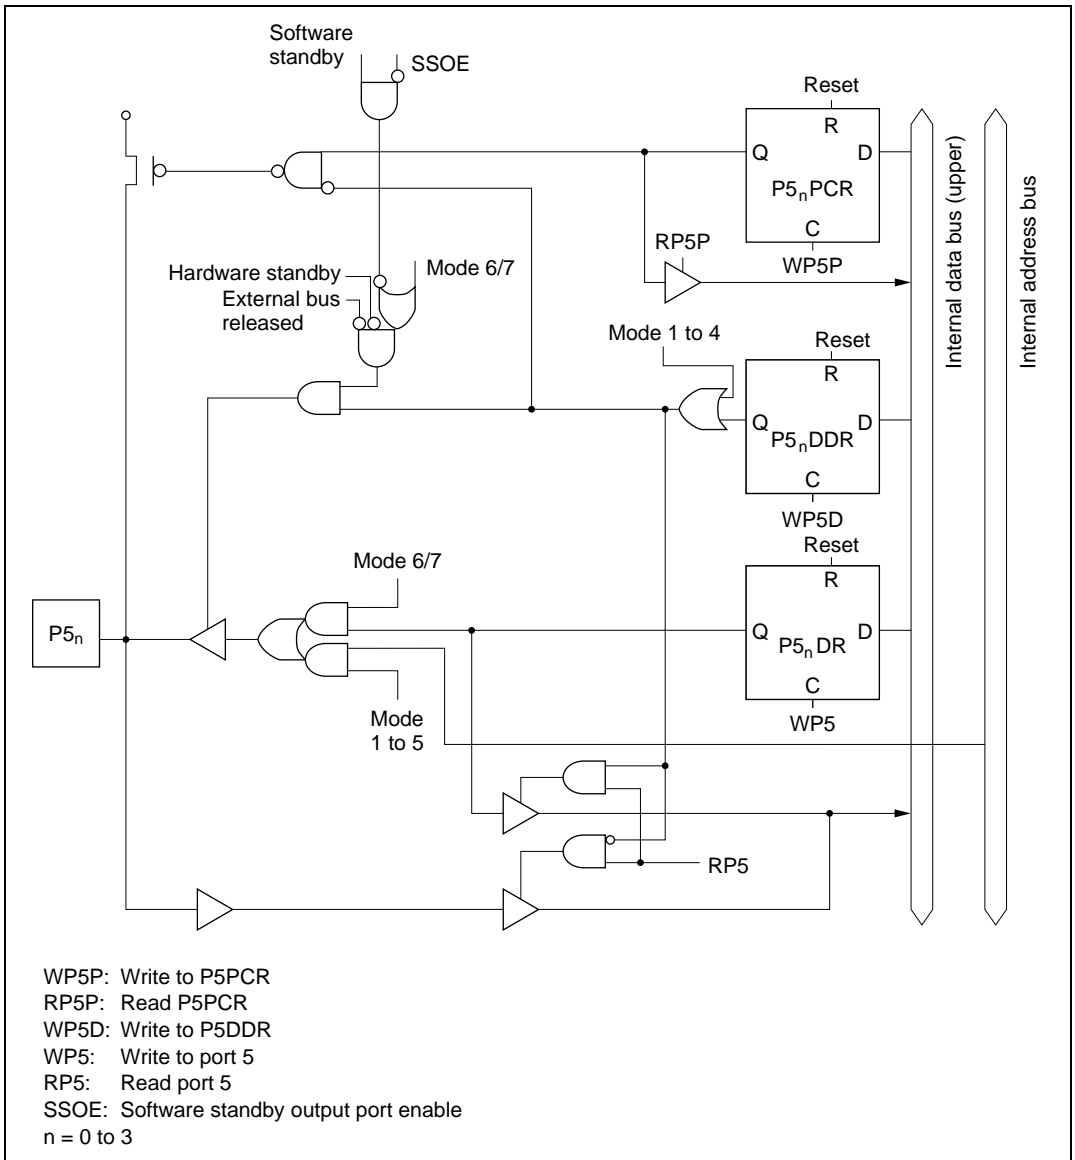 Software
standby
SSOE
Reset
R
Q D
P5nPCR
C
WP5P
RP5P
Hardware standby
External bus
released
Mode 6/7
Internal data bus (upper)
Internal address bus
Mode 1 to 4
Reset
R
Q D
P5nDDR
C
WP5D
Reset
R
Q D
P5nDR
C
WP5
Mode 6/7
P5n
Mode
1 to 5
RP5
WP5P: Write to P5PCR
RP5P: Read P5PCR
WP5D: Write to P5DDR
WP5: Write to port 5
RP5: Read port 5
SSOE: Software standby output port enable
n = 0 to 3